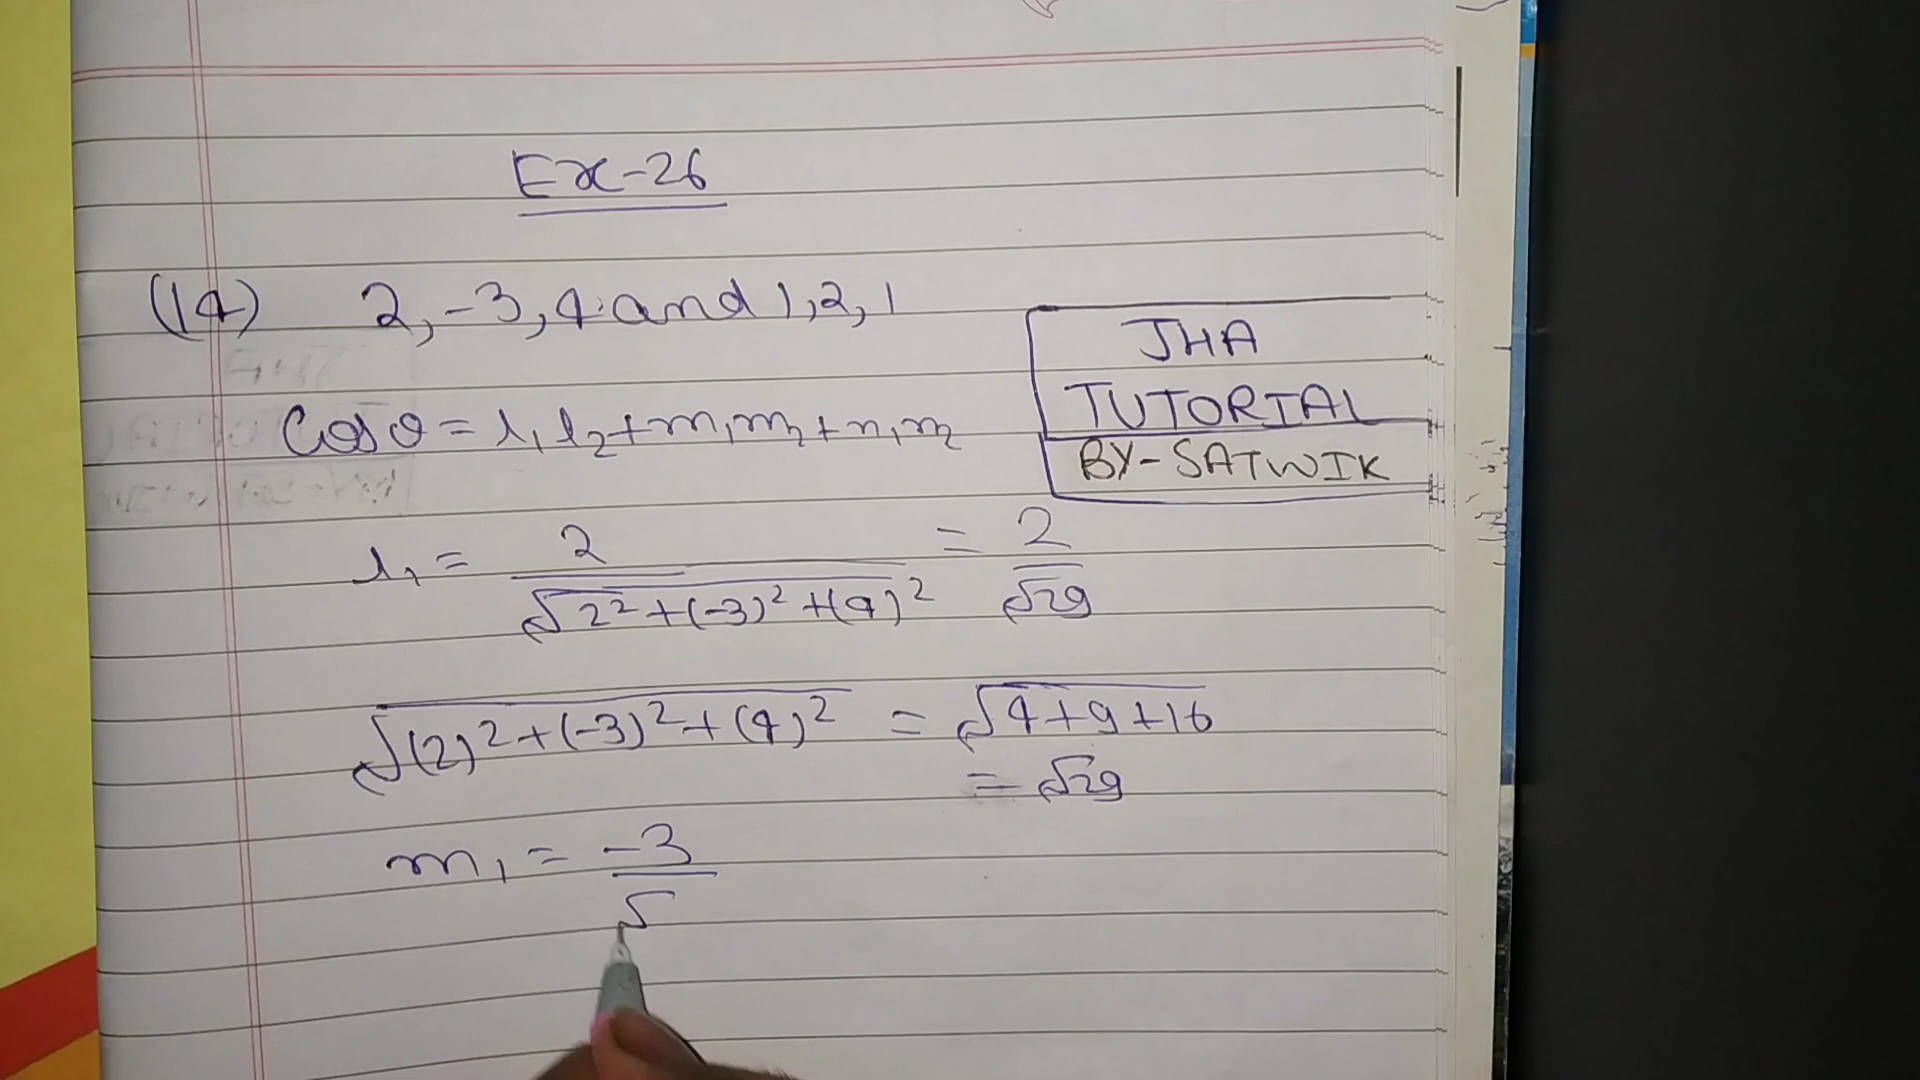 Ex-26
(14) 2,-3,4 and 1,2,1
JHA
TUTORIAL
BY-SATWIK
Cos θ = l₁l₂+m₁m₂+n₁n₂
l₁ = 2/√2²+(-3)²+(4)² = 2/√29
√(2)²+(-3)²+(4)² = √4+9+16
= √29
m₁ = -3/√